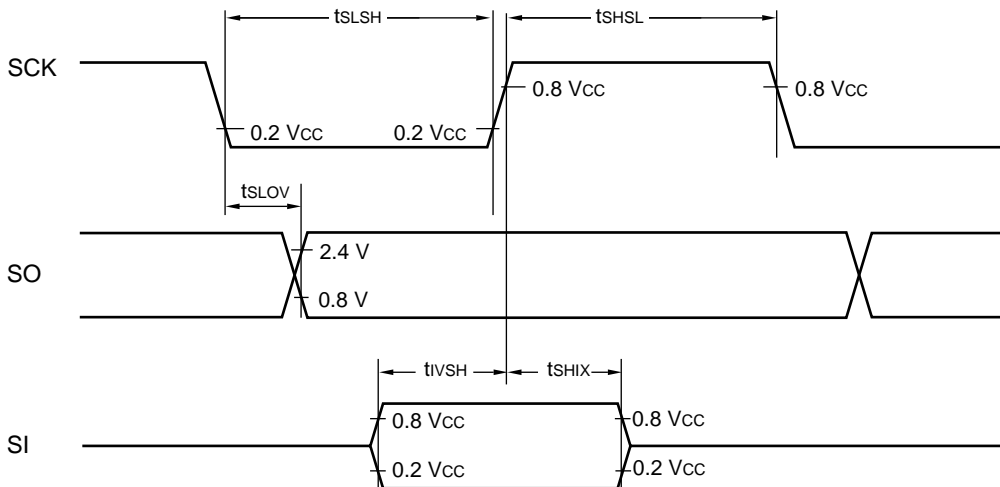 tSLSH
tSHSL
SCK
0.8 VCC
0.8 VCC
0.2 VCC
0.2 VCC
tSLOV
SO
2.4 V
0.8 V
tIVSH
tSHIX
SI
0.8 VCC
0.8 VCC
0.2 VCC
0.2 VCC